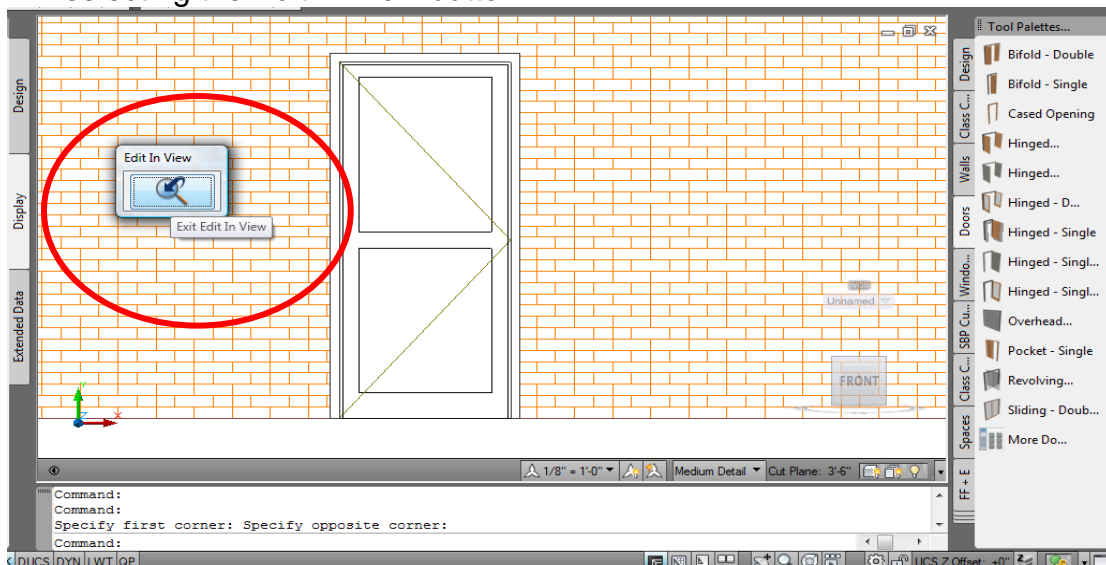 Tool Palettes...
Design
Display
Extended Data
Edit In View
Exit Edit In View
Unnamed
FRONT
Y
X
Z
Design
Class C...
Walls
Doors
Windo...
SBP Cu...
Class C...
Spaces
FF + E
Bifold - Double
Bifold - Single
Cased Opening
Hinged...
Hinged...
Hinged - D...
Hinged - Single
Hinged - Singl...
Hinged - Singl...
Overhead...
Pocket - Single
Revolving...
Sliding - Doub...
More Do...
1/8" = 1'-0" Medium Detail Cut Plane: 3'-6"
Command:
Command:
Specify first corner: Specify opposite corner:
Command:
DUCS DYN LWT QP UCS Z Offset: +0"